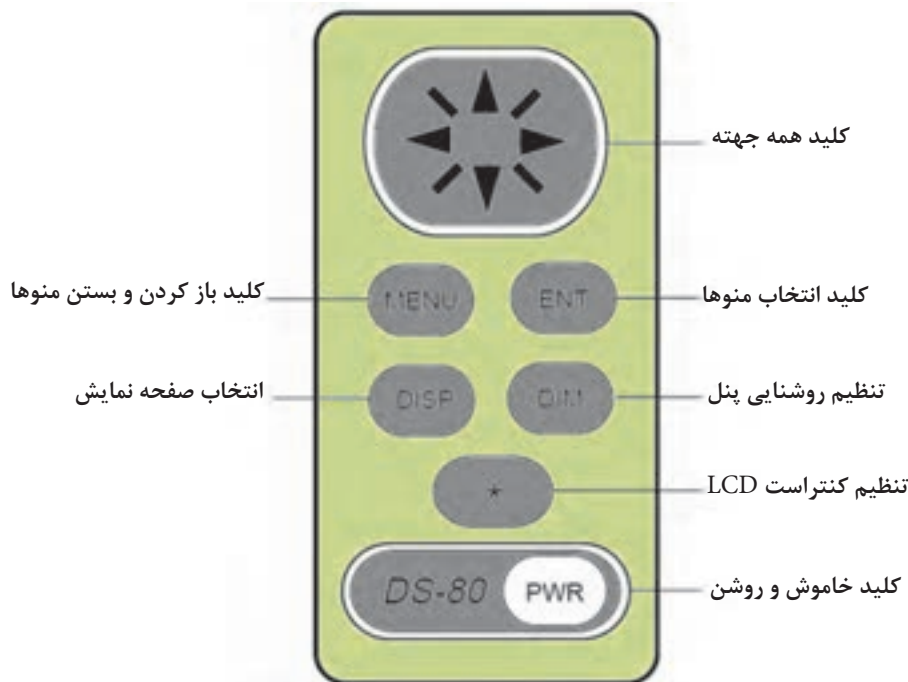 کلید همه جهته
MENU
ENT
کلید باز کردن و بستن منوها
کلید انتخاب منوها
DISP
DIM
انتخاب صفحه نمایش
تنظیم روشنایی پنل
*
تنظیم کنتراست LCD
DS-80 PWR
کلید خاموش و روشن